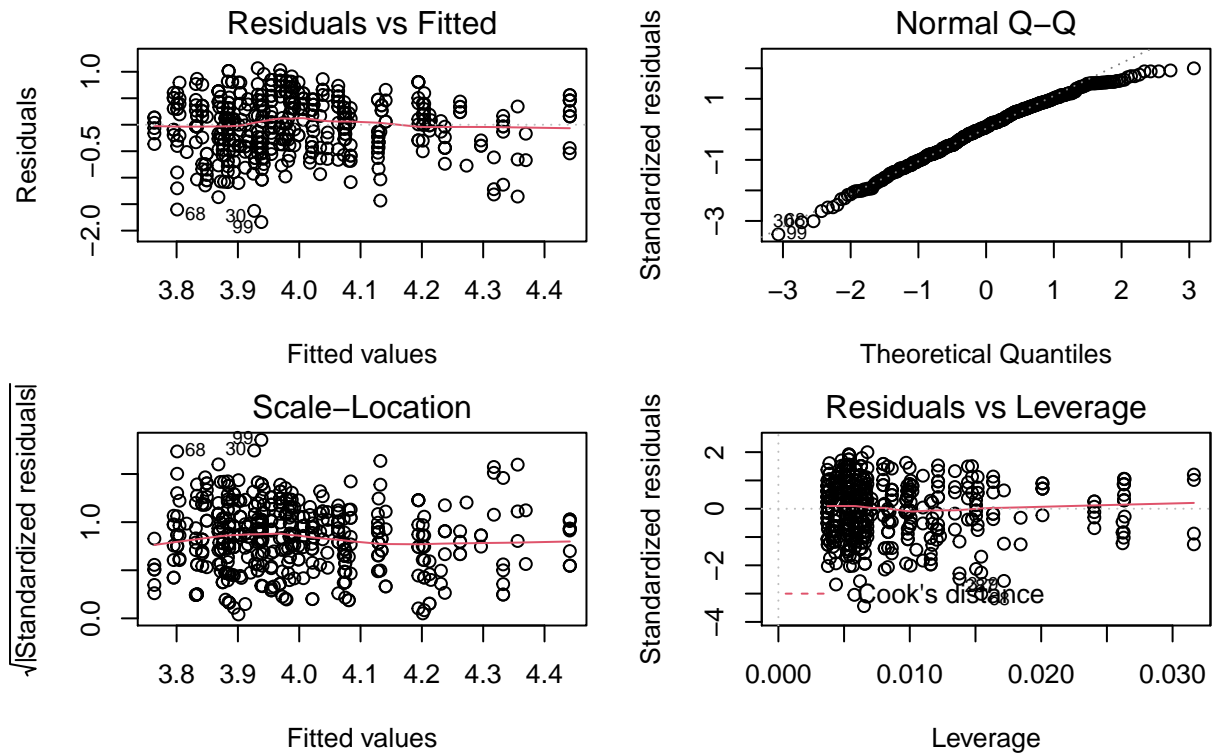 Residuals vs Fitted
Residuals
1.0
−0.5
−2.0
68
30
99
3.8 3.9 4.0 4.1 4.2 4.3 4.4
Fitted values
Normal Q−Q
Standardized residuals
1
−1
−3
99
−3 −2 −1 0 1 2 3
Theoretical Quantiles
Scale−Location
√|Standardized residuals|
1.0
0.0
99
68
30
3.8 3.9 4.0 4.1 4.2 4.3 4.4
Fitted values
Residuals vs Leverage
Standardized residuals
2
0
−2
−4
Cook's distance
0.000 0.010 0.020 0.030
Leverage